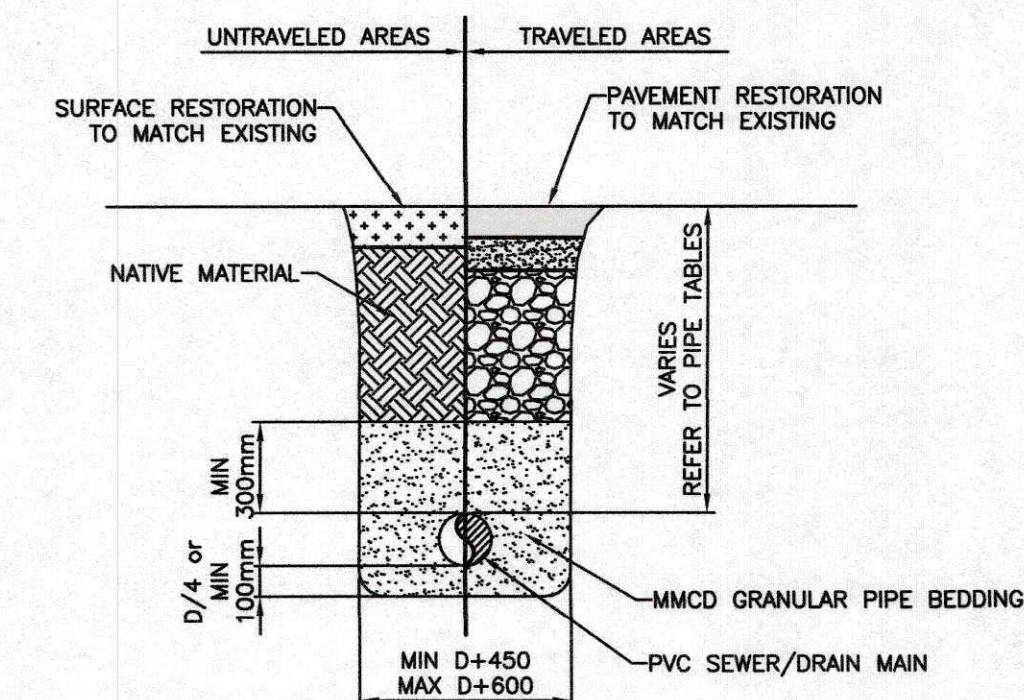 UNTRAVELED AREAS
TRAVELED AREAS
SURFACE RESTORATION
TO MATCH EXISTING
PAVEMENT RESTORATION
TO MATCH EXISTING
NATIVE MATERIAL
VARIES
REFER TO PIPE TABLES
MIN
300mm
D/4 or
MIN
100mm
MMCD GRANULAR PIPE BEDDING
PVC SEWER/DRAIN MAIN
MIN D+450
MAX D+600